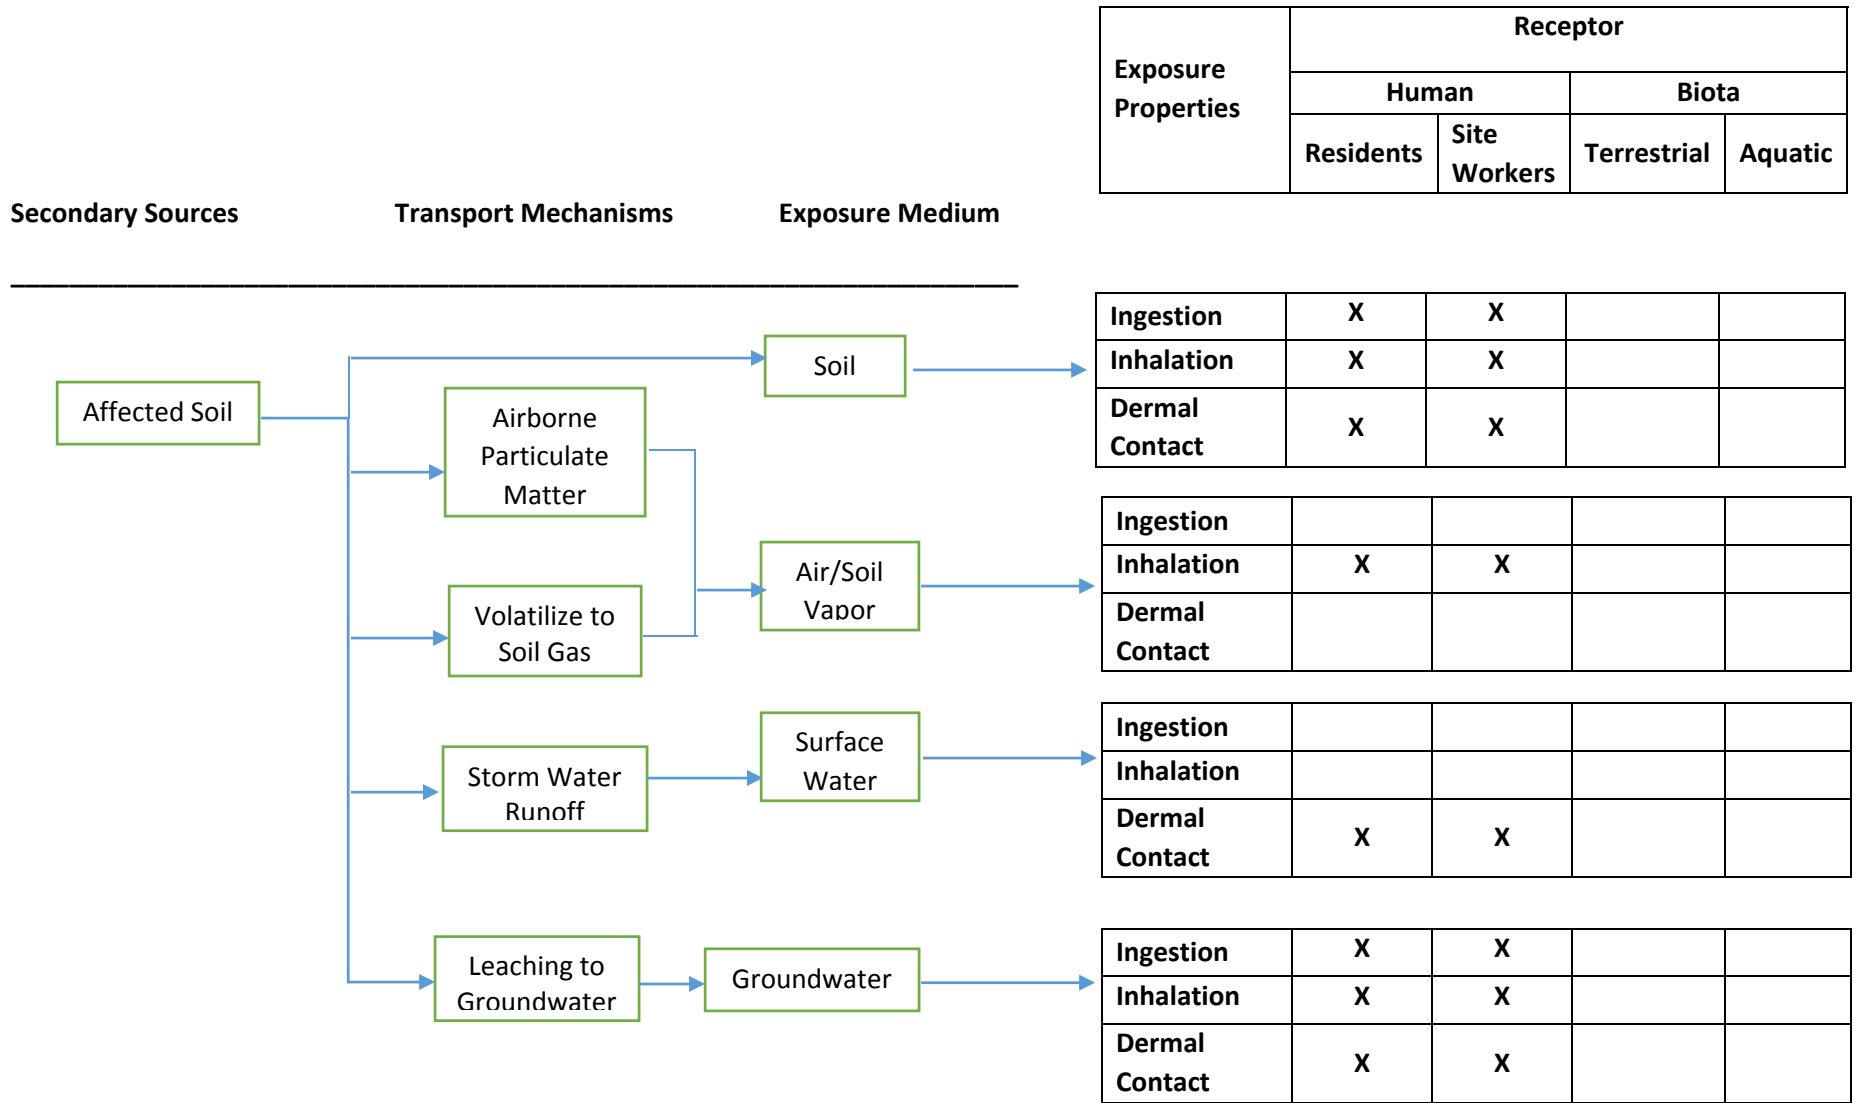 Receptor
Exposure
Properties
Human Biota
Residents Site
Workers Terrestrial Aquatic
Secondary Sources Transport Mechanisms Exposure Medium
Affected Soil
Airborne
Particulate
Matter
Volatilize to
Soil Gas
Storm Water
Runoff
Leaching to
Groundwater
Soil
Air/Soil
Vapor
Surface
Water
Groundwater
Ingestion X X
Inhalation X X
Dermal
Contact X X
Ingestion
Inhalation X X
Dermal
Contact
Ingestion
Inhalation
Dermal
Contact X X
Ingestion X X
Inhalation X X
Dermal
Contact X X